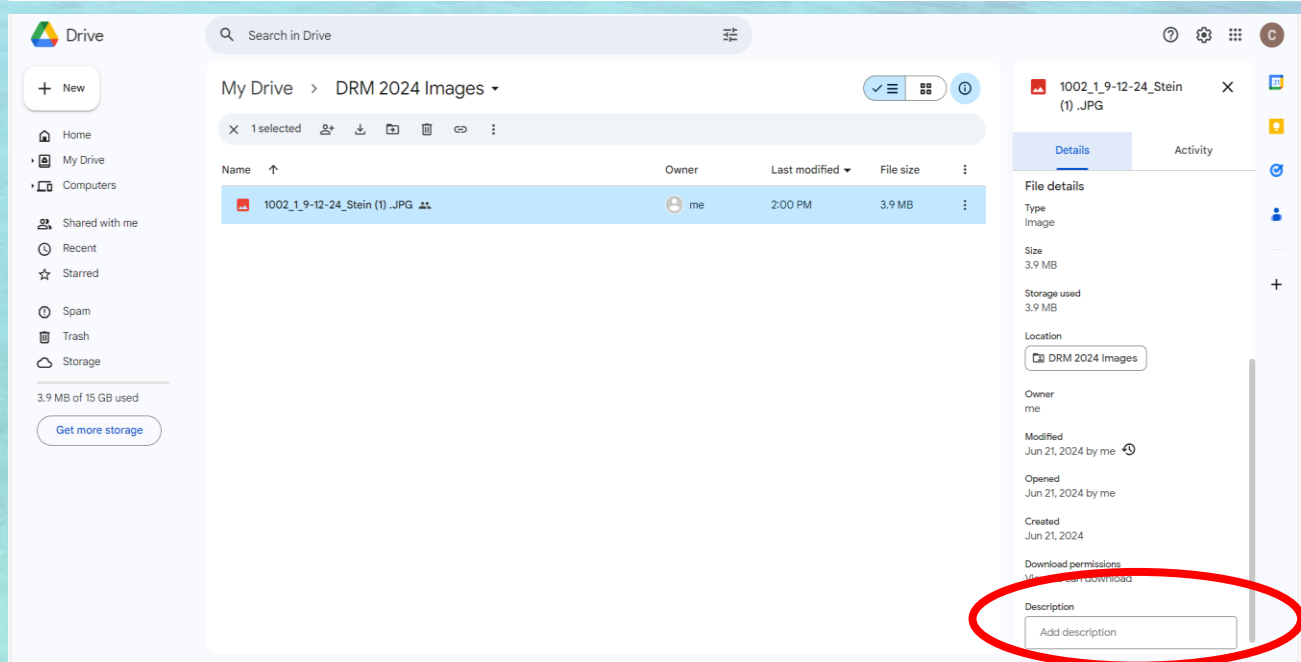 Drive
Search in Drive
C
New
Home
My Drive
Computers
Shared with me
Recent
Starred
Spam
Trash
Storage
3.9 MB of 15 GB used
Get more storage
My Drive > DRM 2024 Images
1 selected
Name Owner Last modified File size
1002_1_9-12-24_Stein (1) .JPG me 2:00 PM 3.9 MB
1002_1_9-12-24_Stein
(1) .JPG
Details Activity
File details
Type
Image
Size
3.9 MB
Storage used
3.9 MB
Location
DRM 2024 Images
Owner
me
Modified
Jun 21, 2024 by me
Opened
Jun 21, 2024 by me
Created
Jun 21, 2024
Download permissions
can download
Description
Add description
31